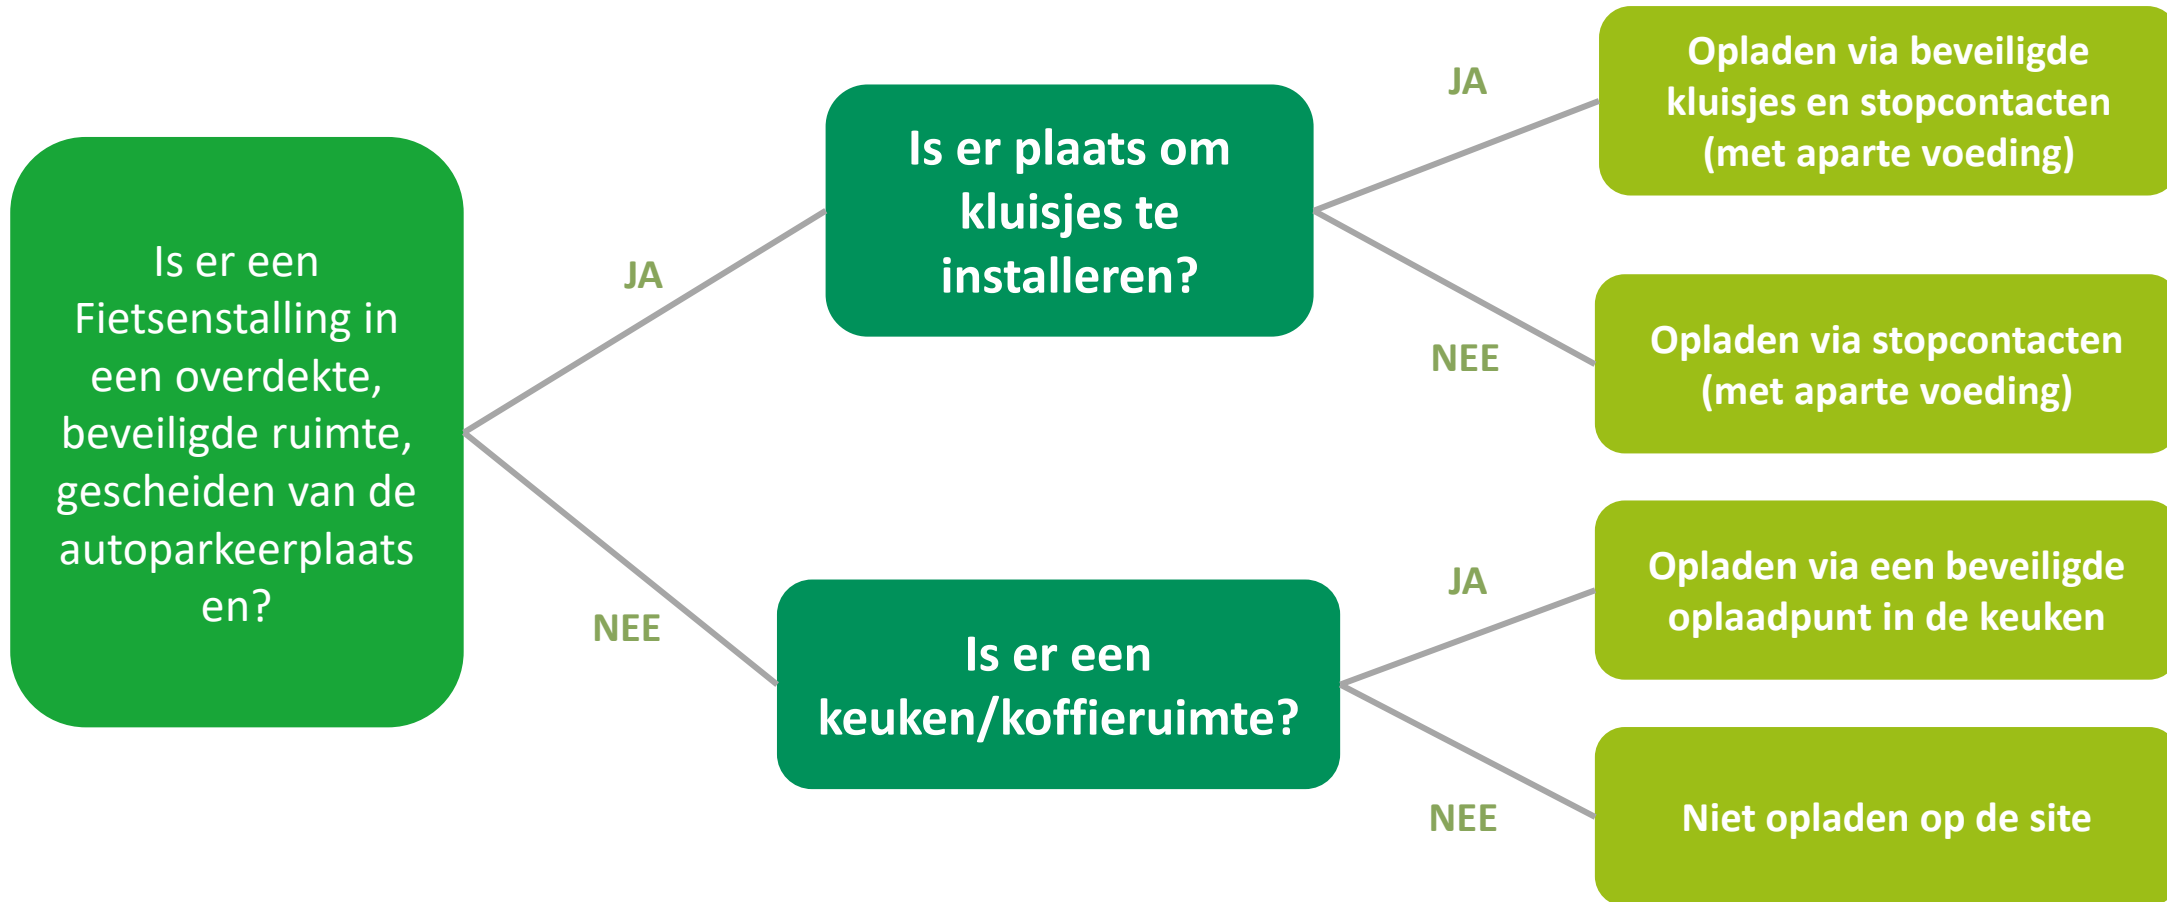 Is er een
Fietsenstalling in
een overdekte,
beveiligde ruimte,
gescheiden van de
autoparkeerplaats
en?
JA
NEE
Is er plaats om
kluisjes te
installeren?
JA
NEE
Opladen via beveiligde
kluisjes en stopcontacten
(met aparte voeding)
Opladen via stopcontacten
(met aparte voeding)
Is er een
keuken/koffieruimte?
JA
NEE
Opladen via een beveiligde
oplaadpunt in de keuken
Niet opladen op de site